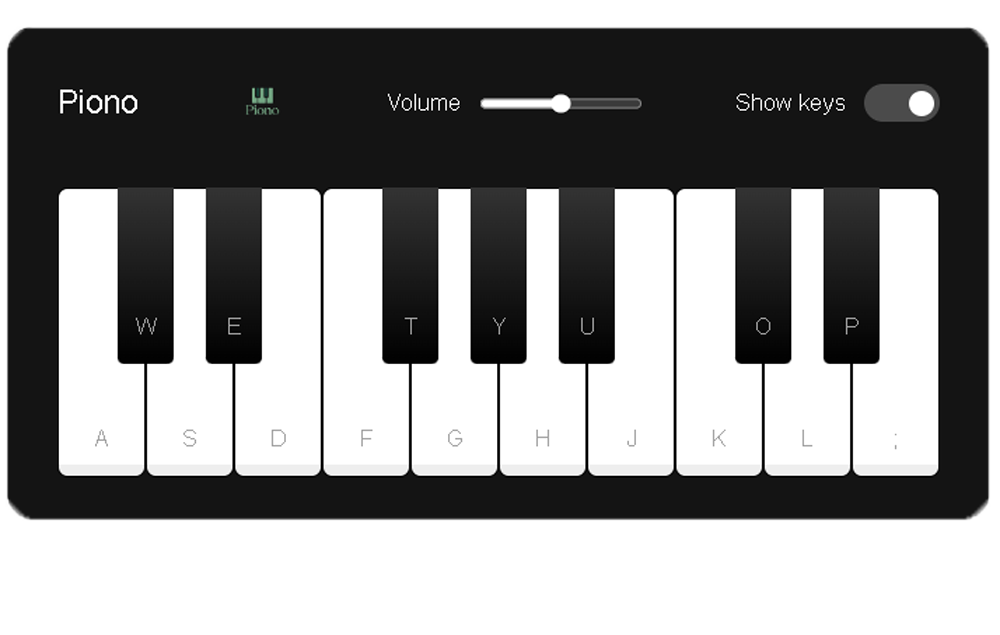 Piono
Piono
Volume
Show keys
W E T Y U O P
A S D F G H J K L ;